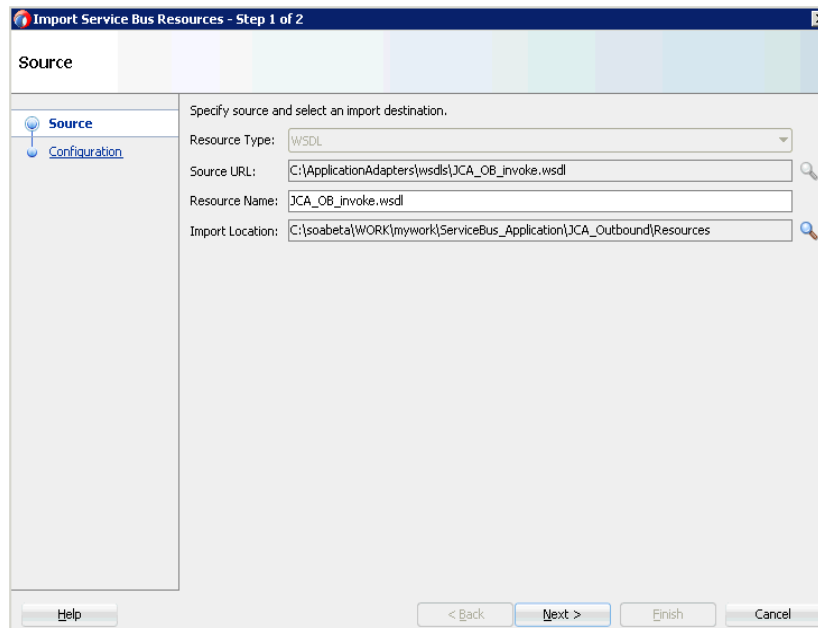 Import Service Bus Resources - Step 1 of 2
Source
Source
Configuration
Specify source and select an import destination.
Resource Type: WSDL
Source URL: C:\ApplicationAdapters\wsdls\JCA_OB_invoke.wsdl
Resource Name: JCA_OB_invoke.wsdl
Import Location: C:\soabeta\WORK\mywork\ServiceBus_Application\JCA_Outbound\Resources
Help < Back Next > Finish Cancel